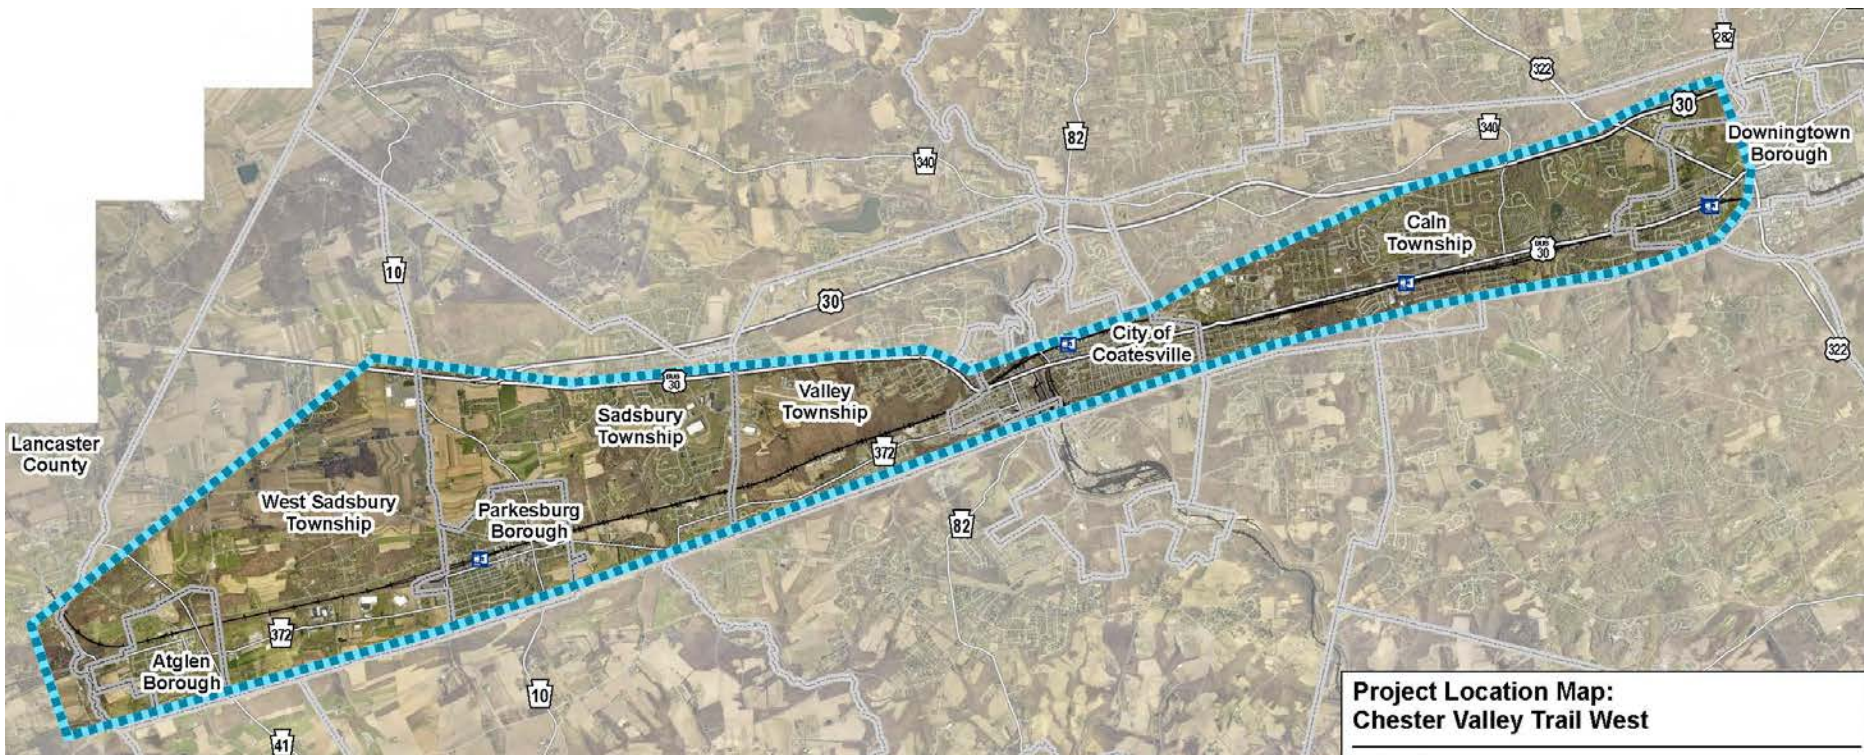 282
322
30
Downingtown
Borough
82
340
340
Caln
Township
10
BUS
30
30
City of
Coatesville
322
BUS
30
Valley
Township
Sadsbury
Township
Lancaster
County
372
West Sadsbury
Township
Parkesburg
Borough
82
372
Atglen
Borough
10
41
Project Location Map:
Chester Valley Trail West